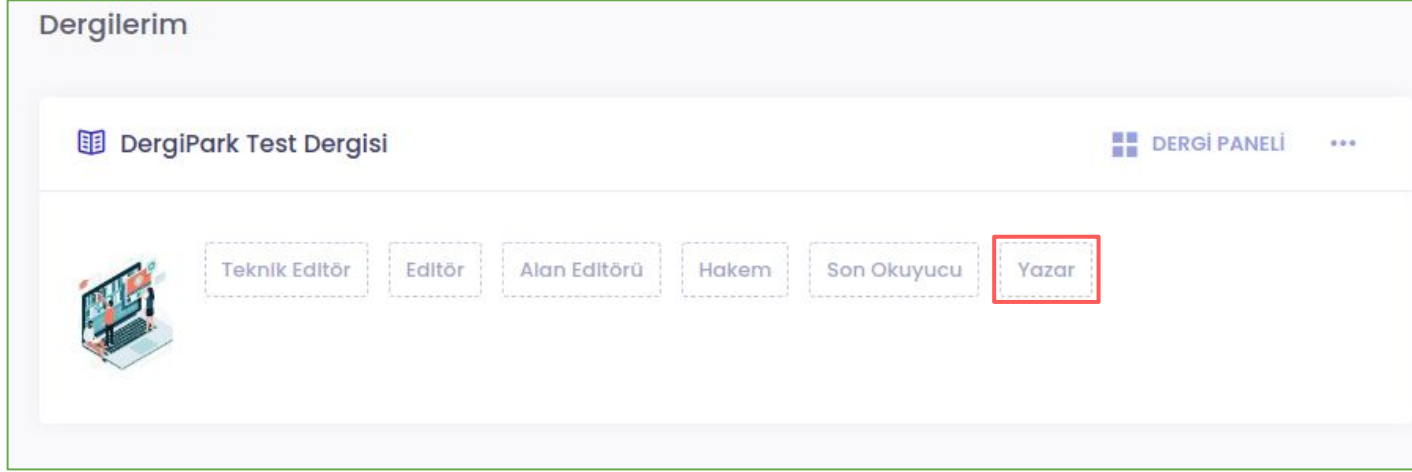 Dergilerim
DergiPark Test Dergisi DERGİ PANELİ
Teknik Editör Editör Alan Editörü Hakem Son Okuyucu Yazar